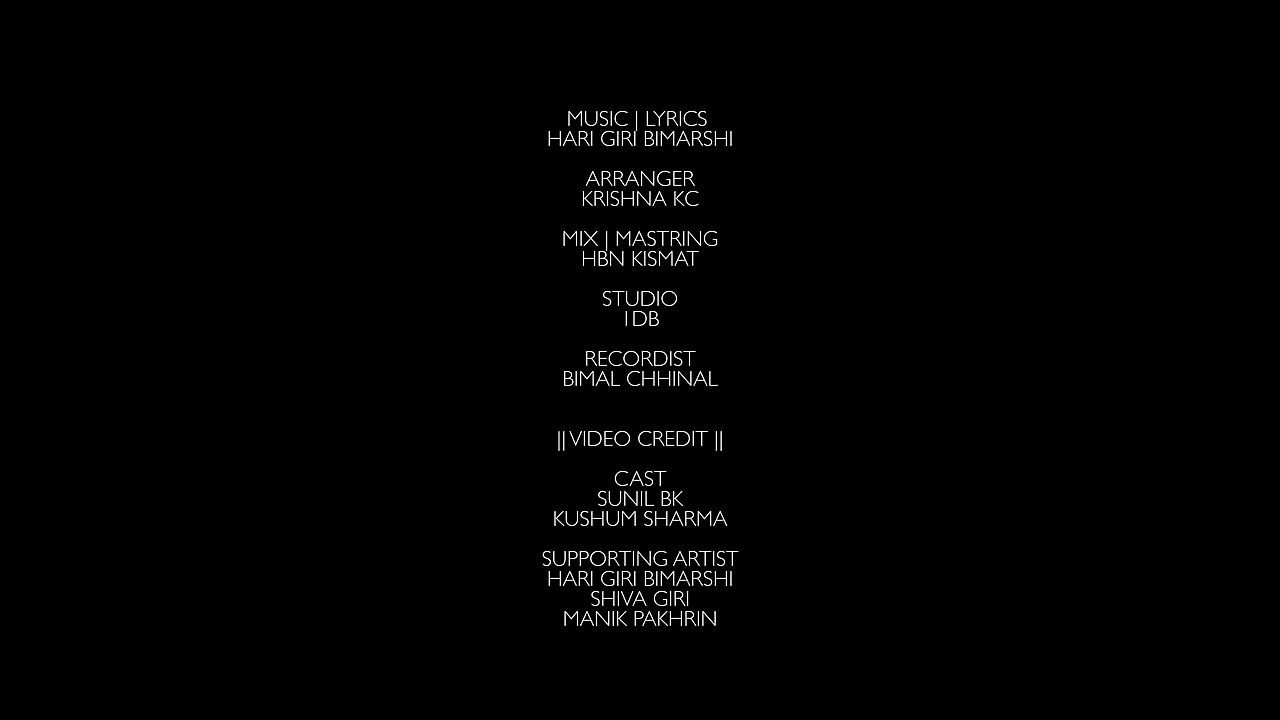 MUSIC | LYRICS
HARI GIRI BIMARSHI
ARRANGER
KRISHNA KC
MIX | MASTRING
HBN KISMAT
STUDIO
1DB
RECORDIST
BIMAL CHHINAL
|| VIDEO CREDIT ||
CAST
SUNIL BK
KUSHUM SHARMA
SUPPORTING ARTIST
HARI GIRI BIMARSHI
SHIVA GIRI
MANIK PAKHRIN